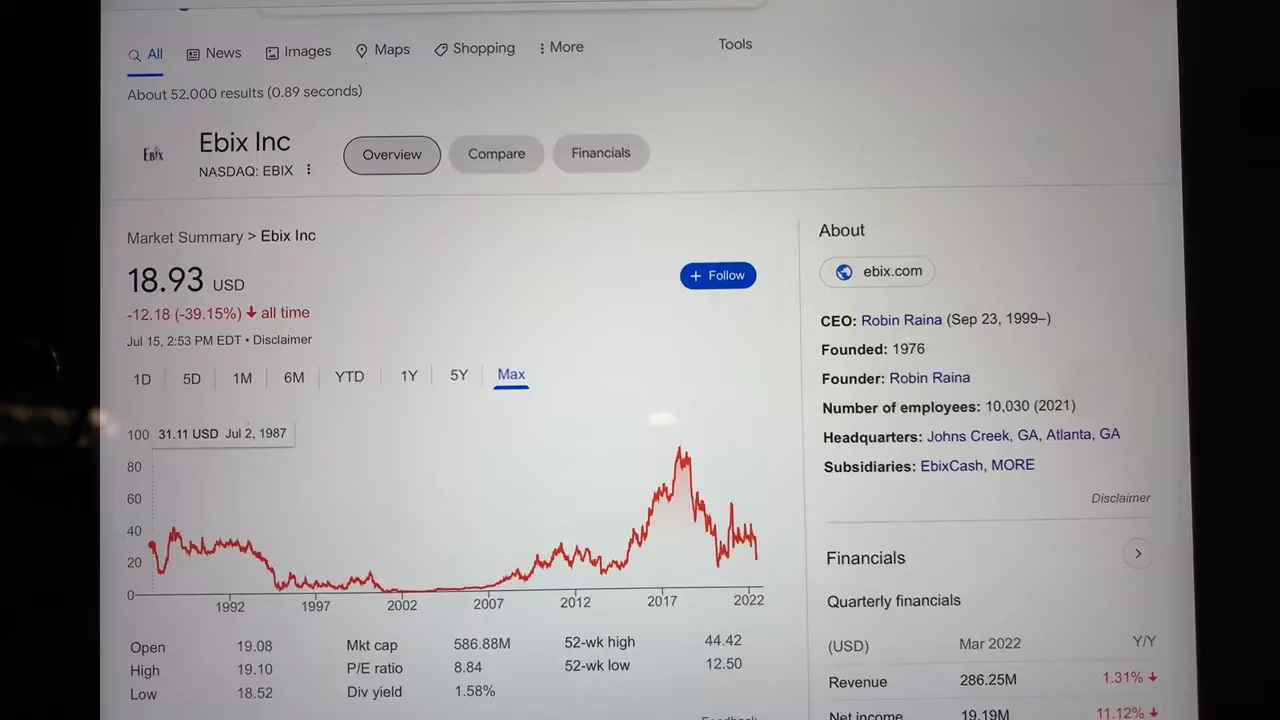 All News Images Maps Shopping More Tools
About 52,000 results (0.89 seconds)
Ebix
Ebix Inc
NASDAQ: EBIX
Overview Compare Financials
Market Summary > Ebix Inc
18.93 USD
+ Follow
-12.18 (-39.15%) all time
Jul 15, 2:53 PM EDT • Disclaimer
1D 5D 1M 6M YTD 1Y 5Y Max
31.11 USD Jul 2, 1987
100
80
60
40
20
0
1992 1997 2002 2007 2012 2017 2022
Open 19.08 Mkt cap 586.88M 52-wk high 44.42
High 19.10 P/E ratio 8.84 52-wk low 12.50
Low 18.52 Div yield 1.58%
About
ebix.com
CEO: Robin Raina (Sep 23, 1999–)
Founded: 1976
Founder: Robin Raina
Number of employees: 10,030 (2021)
Headquarters: Johns Creek, GA, Atlanta, GA
Subsidiaries: EbixCash, MORE
Disclaimer
Financials
Quarterly financials
(USD) Mar 2022 Y/Y
Revenue 286.25M 1.31%
Net income 19.19M 11.12%